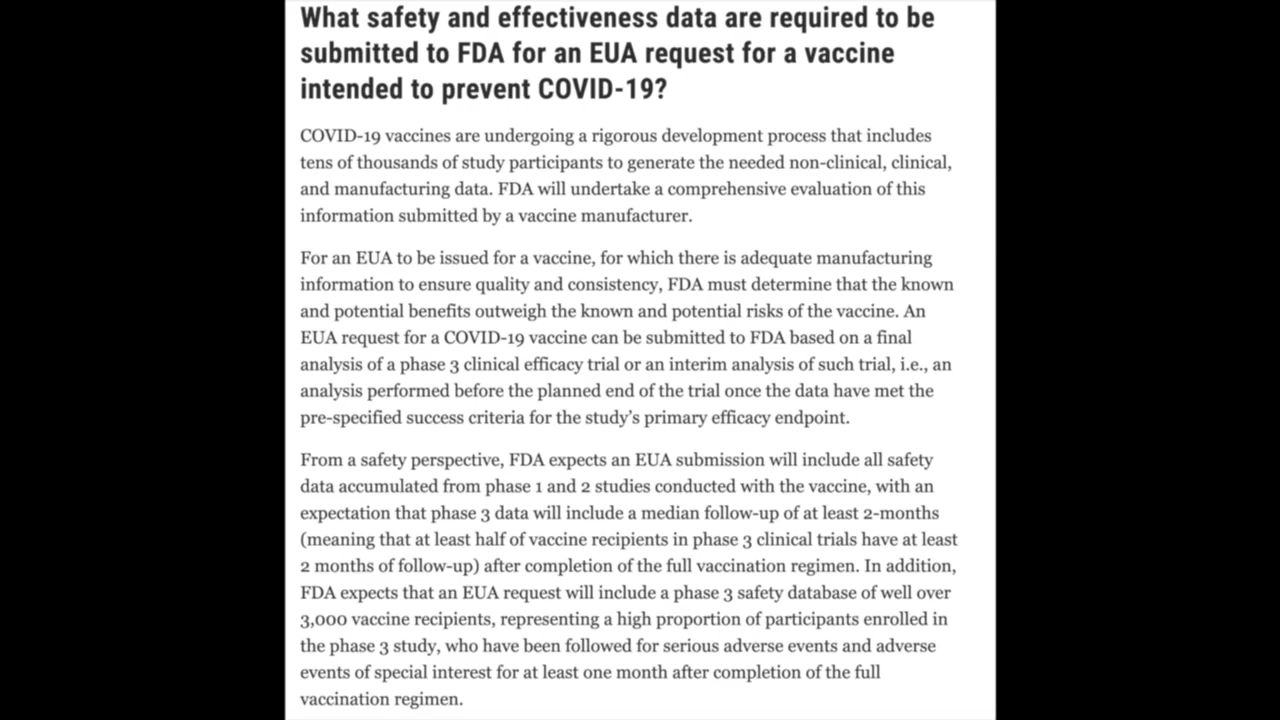 What safety and effectiveness data are required to be
submitted to FDA for an EUA request for a vaccine
intended to prevent COVID-19?
COVID-19 vaccines are undergoing a rigorous development process that includes
tens of thousands of study participants to generate the needed non-clinical, clinical,
and manufacturing data. FDA will undertake a comprehensive evaluation of this
information submitted by a vaccine manufacturer.
For an EUA to be issued for a vaccine, for which there is adequate manufacturing
information to ensure quality and consistency, FDA must determine that the known
and potential benefits outweigh the known and potential risks of the vaccine. An
EUA request for a COVID-19 vaccine can be submitted to FDA based on a final
analysis of a phase 3 clinical efficacy trial or an interim analysis of such trial, i.e., an
analysis performed before the planned end of the trial once the data have met the
pre-specified success criteria for the study’s primary efficacy endpoint.
From a safety perspective, FDA expects an EUA submission will include all safety
data accumulated from phase 1 and 2 studies conducted with the vaccine, with an
expectation that phase 3 data will include a median follow-up of at least 2-months
(meaning that at least half of vaccine recipients in phase 3 clinical trials have at least
2 months of follow-up) after completion of the full vaccination regimen. In addition,
FDA expects that an EUA request will include a phase 3 safety database of well over
3,000 vaccine recipients, representing a high proportion of participants enrolled in
the phase 3 study, who have been followed for serious adverse events and adverse
events of special interest for at least one month after completion of the full
vaccination regimen.